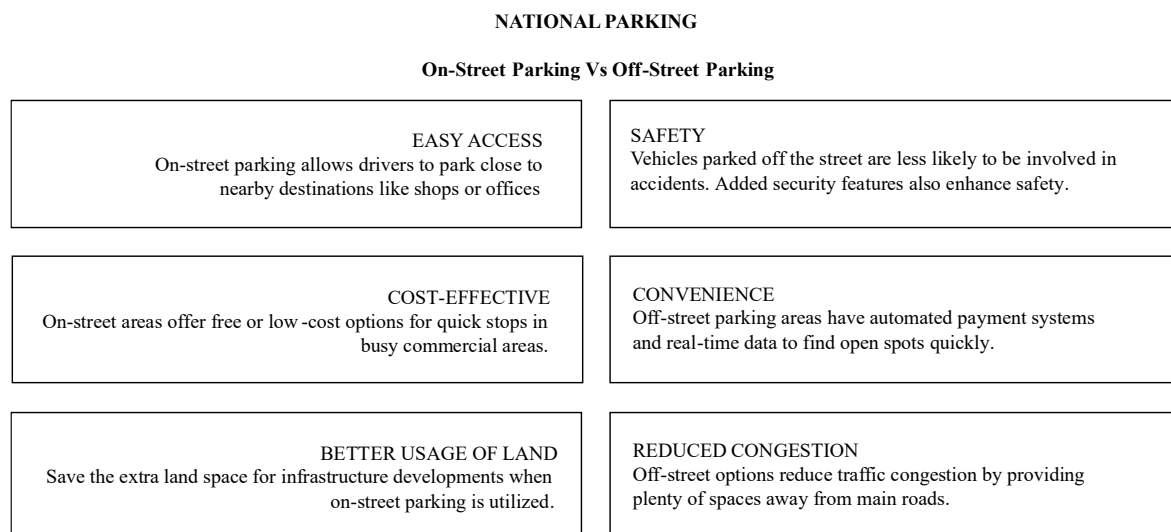 NATIONAL PARKING
On-Street Parking Vs Off-Street Parking
EASY ACCESS
On-street parking allows drivers to park close to
nearby destinations like shops or offices
SAFETY
Vehicles parked off the street are less likely to be involved in
accidents. Added security features also enhance safety.
COST-EFFECTIVE
On-street areas offer free or low-cost options for quick stops in
busy commercial areas.
CONVENIENCE
Off-street parking areas have automated payment systems
and real-time data to find open spots quickly.
BETTER USAGE OF LAND
Save the extra land space for infrastructure developments when
on-street parking is utilized.
REDUCED CONGESTION
Off-street options reduce traffic congestion by providing
plenty of spaces away from main roads.